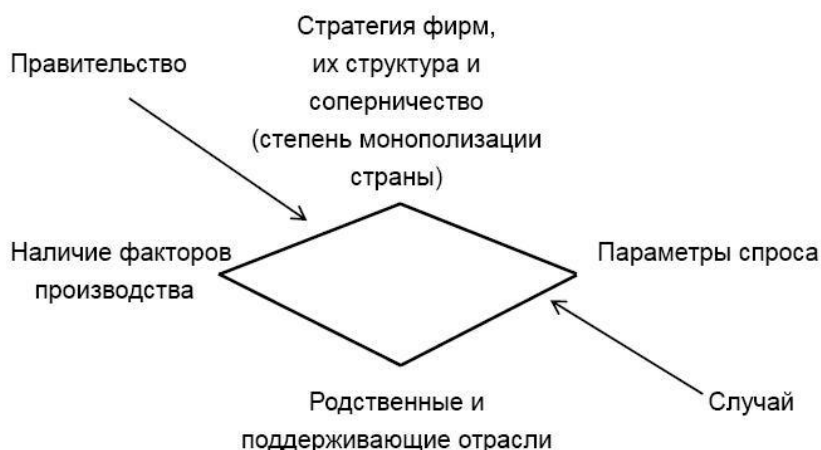 Правительство
Стратегия фирм,
их структура и
соперничество
(степень монополизации
страны)
Наличие факторов
производства
Параметры спроса
Родственные и
поддерживающие отрасли
Случай